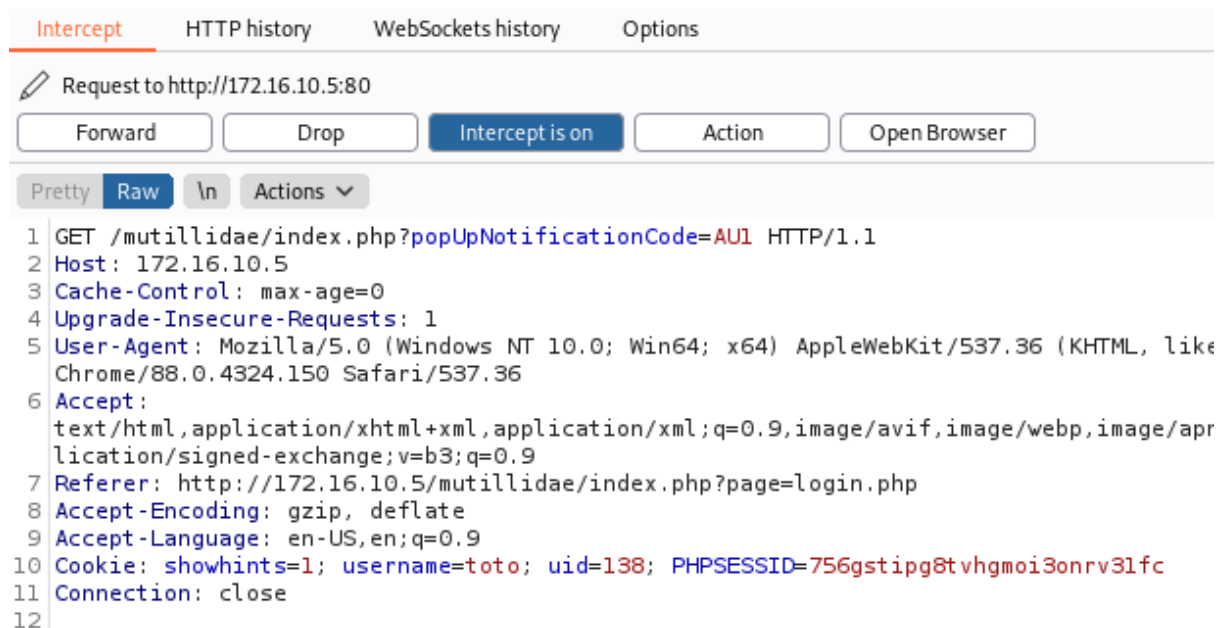 Intercept HTTP history WebSockets history Options
Request to http://172.16.10.5:80
Forward Drop Intercept is on Action Open Browser
Pretty Raw \n Actions
1 GET /mutillidae/index.php?popUpNotificationCode=AU1 HTTP/1.1
2 Host: 172.16.10.5
3 Cache-Control: max-age=0
4 Upgrade-Insecure-Requests: 1
5 User-Agent: Mozilla/5.0 (Windows NT 10.0; Win64; x64) AppleWebKit/537.36 (KHTML, like
Chrome/88.0.4324.150 Safari/537.36
6 Accept:
text/html,application/xhtml+xml,application/xml;q=0.9,image/avif,image/webp,image/apn
lication/signed-exchange;v=b3;q=0.9
7 Referer: http://172.16.10.5/mutillidae/index.php?page=login.php
8 Accept-Encoding: gzip, deflate
9 Accept-Language: en-US,en;q=0.9
10 Cookie: showhints=1; username=toto; uid=138; PHPSESSID=756gstipg8tvhgmoi3onrv31fc
11 Connection: close
12